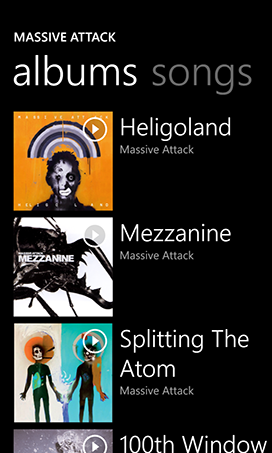 MASSIVE ATTACK
albums songs
Heligoland
Massive Attack
MEZZANINE
Mezzanine
Massive Attack
Splitting The
Atom
Massive Attack
100th Window